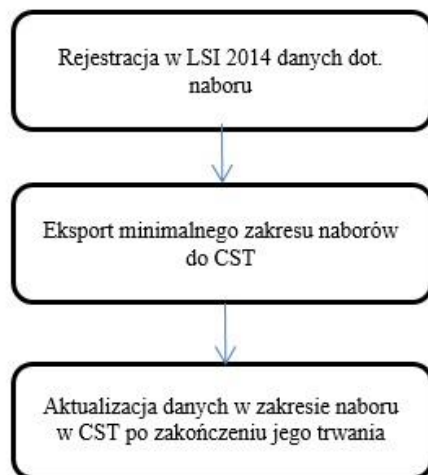 Rejestracja w LSI 2014 danych dot.
naboru
Eksport minimalnego zakresu naborów
do CST
Aktualizacja danych w zakresie naboru
w CST po zakończeniu jego trwania